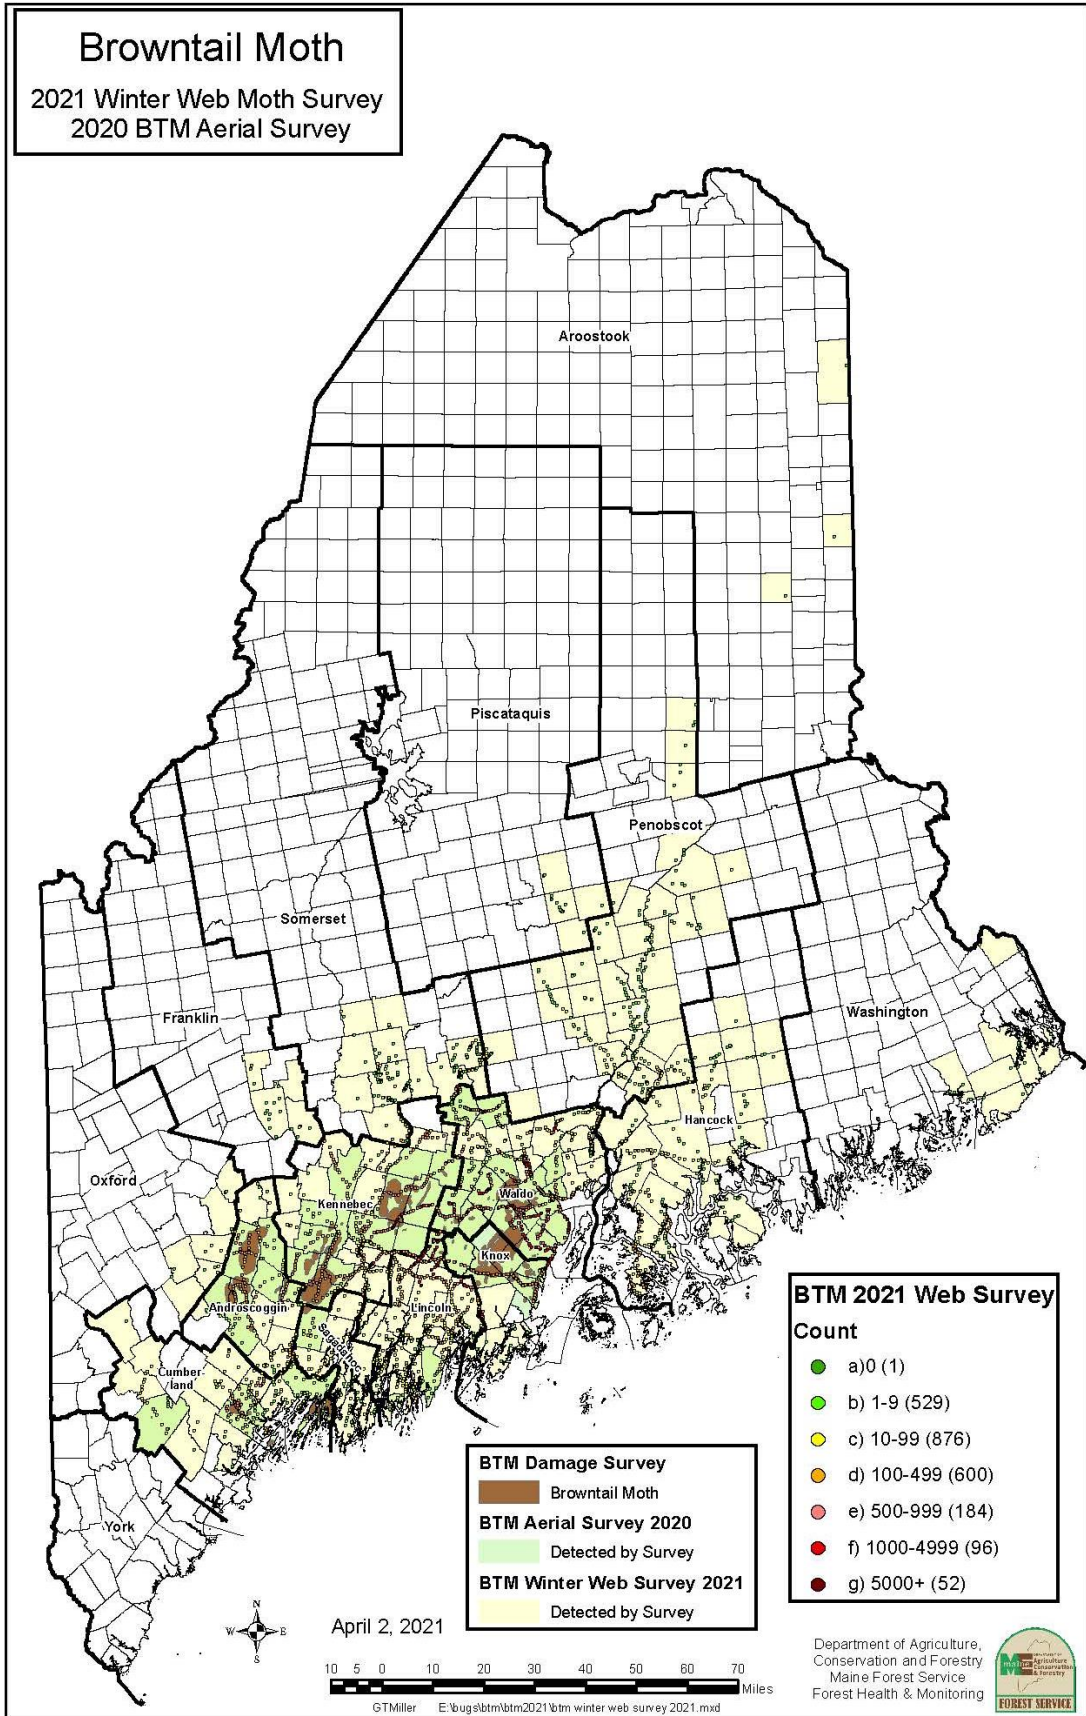 Browntail Moth
2021 Winter Web Moth Survey
2020 BTM Aerial Survey
Aroostook
Piscataquis
Penobscot
Somerset
Franklin
Washington
Hancock
Oxford
Kennebec
Waldo
Knox
Androscoggin
Lincoln
Sagadahoc
Cumber-
land
York
BTM 2021 Web Survey
Count
a)0 (1)
b) 1-9 (529)
c) 10-99 (876)
d) 100-499 (600)
e) 500-999 (184)
f) 1000-4999 (96)
g) 5000+ (52)
BTM Damage Survey
Browntail Moth
BTM Aerial Survey 2020
Detected by Survey
BTM Winter Web Survey 2021
Detected by Survey
N
W E
S
April 2, 2021
10 5 0 10 20 30 40 50 60 70
Miles
GTMiller E:\bugs\btm\btm2021\btm winter web survey 2021.mxd
Department of Agriculture,
Conservation and Forestry
Maine Forest Service
Forest Health & Monitoring
Agriculture
Conservation
& Forestry
FOREST SERVICE